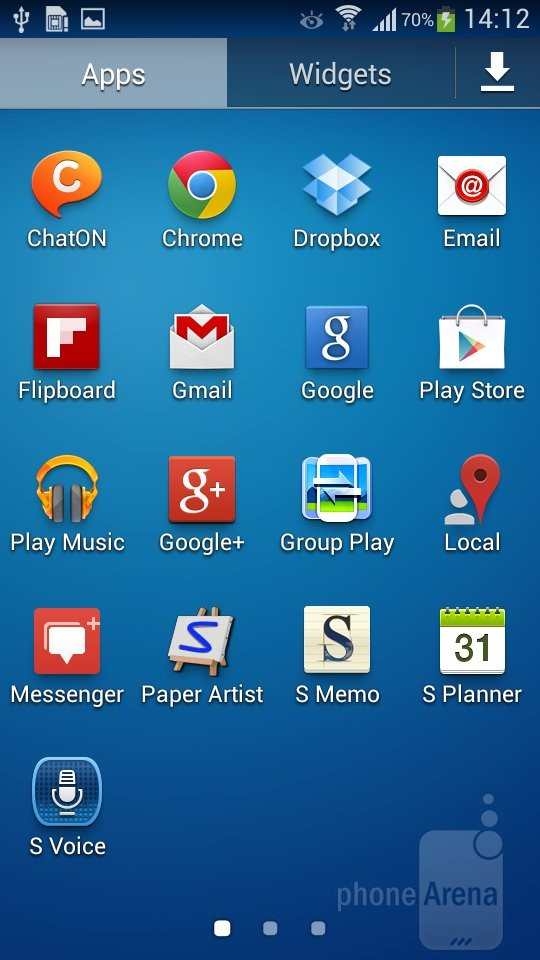 70% 14:12
Apps Widgets
ChatON Chrome Dropbox Email
Flipboard Gmail Google Play Store
Play Music Google+ Group Play Local
Messenger Paper Artist S Memo S Planner
S Voice
phoneArena
C
@
g
g+
S
S
31